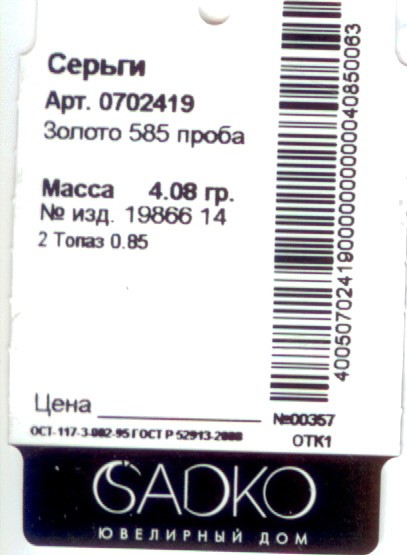 Серьги
Арт. 0702419
Золото 585 проба
Масса 4.08 гр.
№ изд. 19866 14
2 Топаз 0.85
Цена
№00357
ОСТ-117-3-002-95 ГОСТ Р 52913-2008
ОТК1
SADKO
ЮВЕЛИРНЫЙ ДОМ